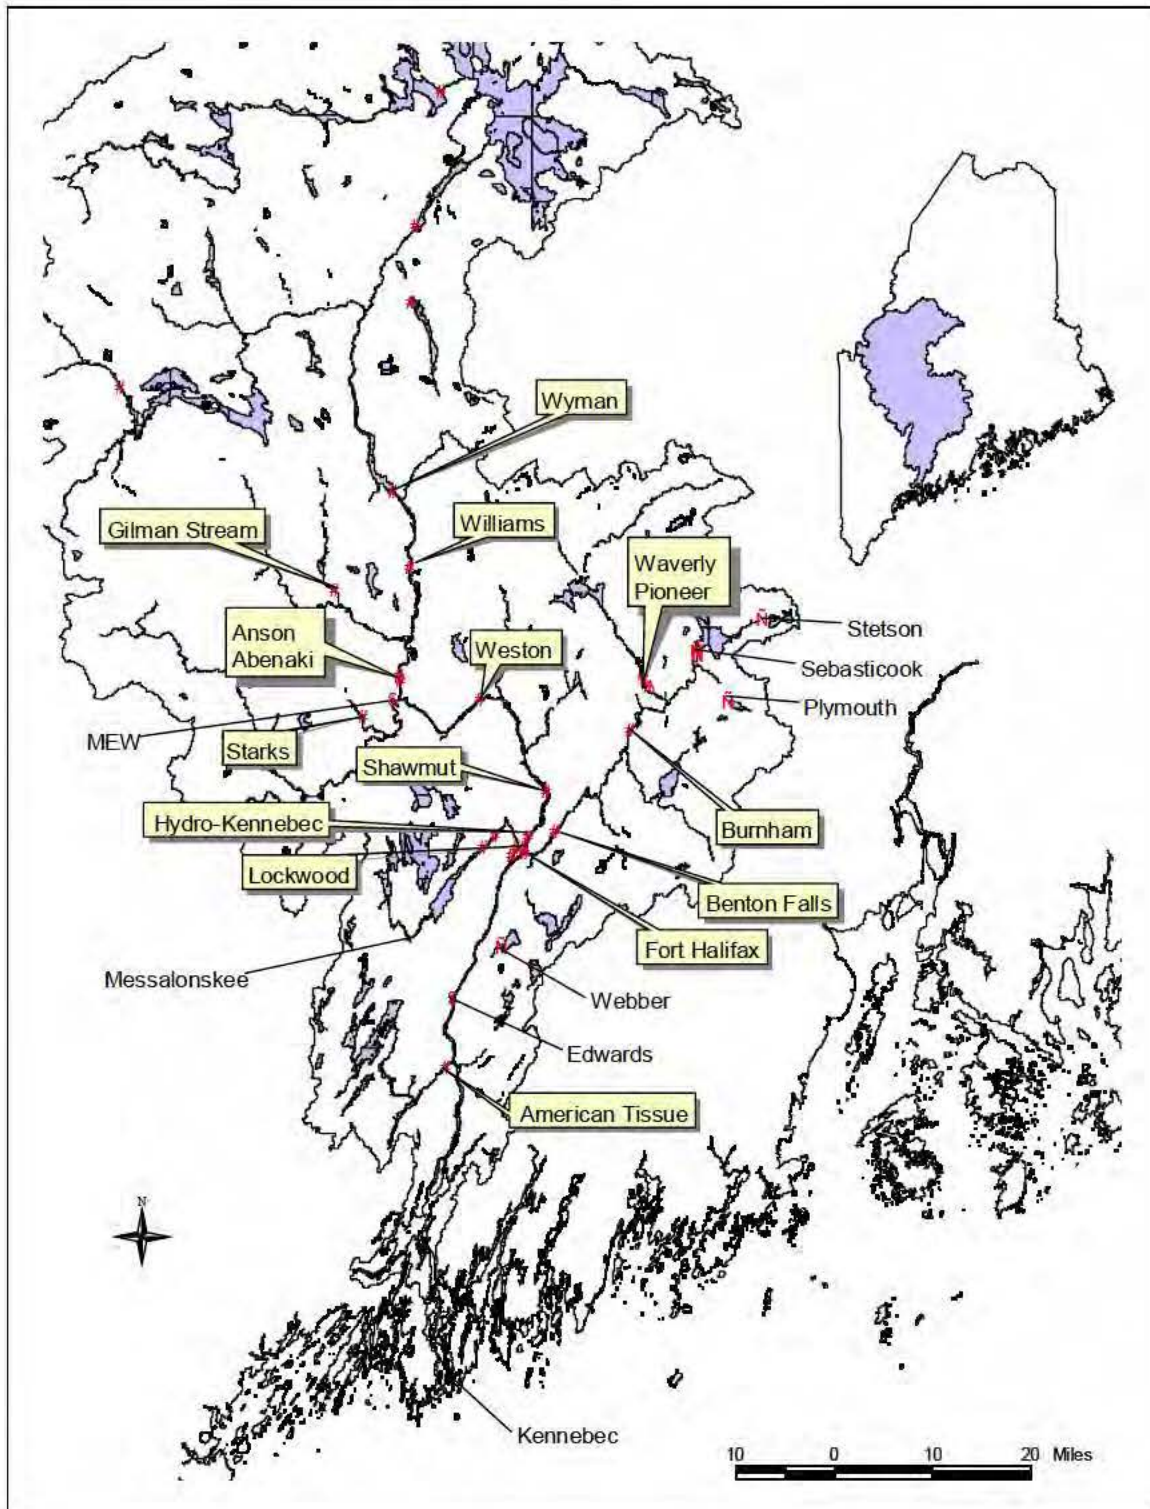 Wyman
Gilman Stream
Williams
Waverly
Pioneer
Anson
Abenaki
Weston
Stetson
Sebasticook
Plymouth
MEW
Starks
Shawmut
Hydro-Kennebec
Burnham
Lockwood
Benton Falls
Fort Halifax
Messalonskee
Webber
Edwards
American Tissue
N
Kennebec
10 0 10 20 Miles